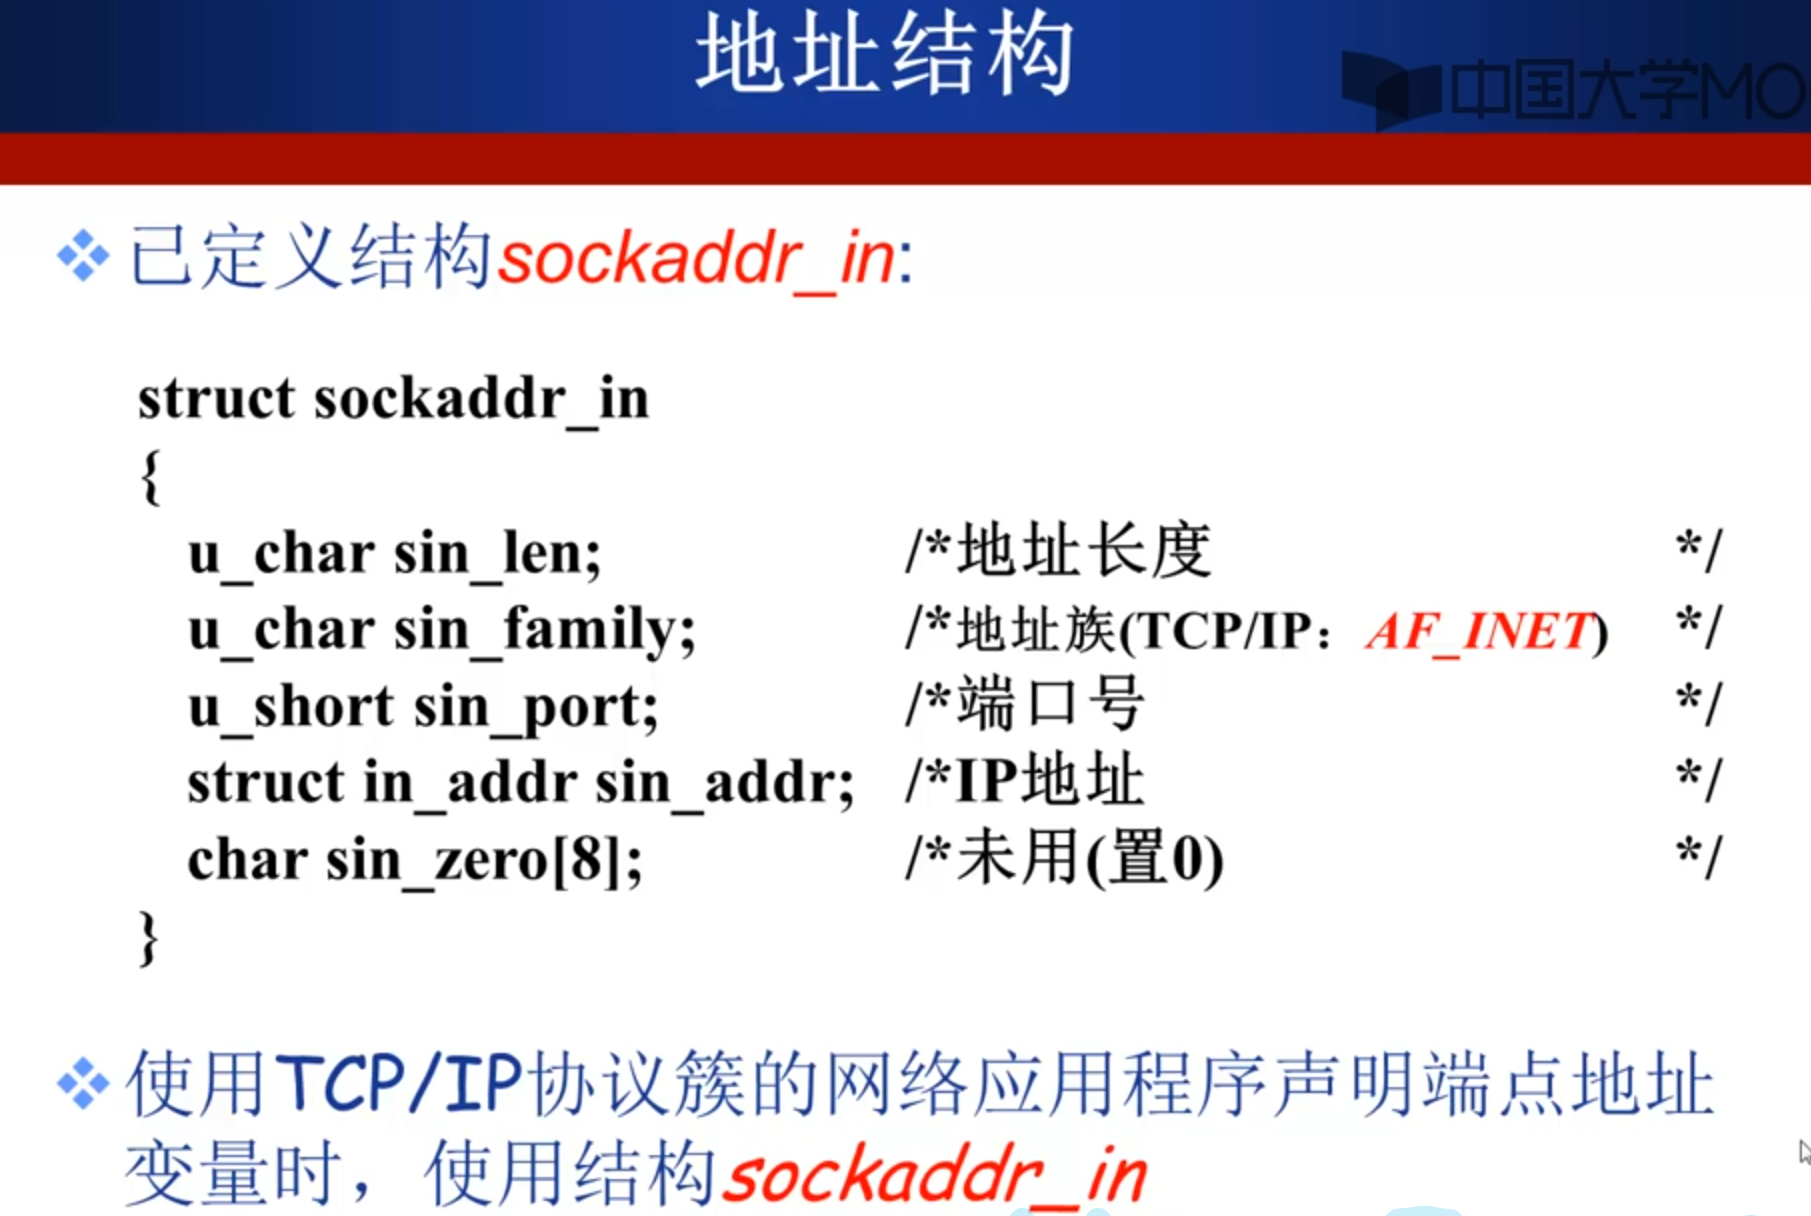 地址结构
中国大学MO
已定义结构sockaddr_in:
struct sockaddr_in
{
u_char sin_len; /*地址长度 */
u_char sin_family; /*地址族(TCP/IP：AF_INET) */
u_short sin_port; /*端口号 */
struct in_addr sin_addr; /*IP地址 */
char sin_zero[8]; /*未用(置0) */
}
使用TCP/IP协议簇的网络应用程序声明端点地址
变量时，使用结构sockaddr_in